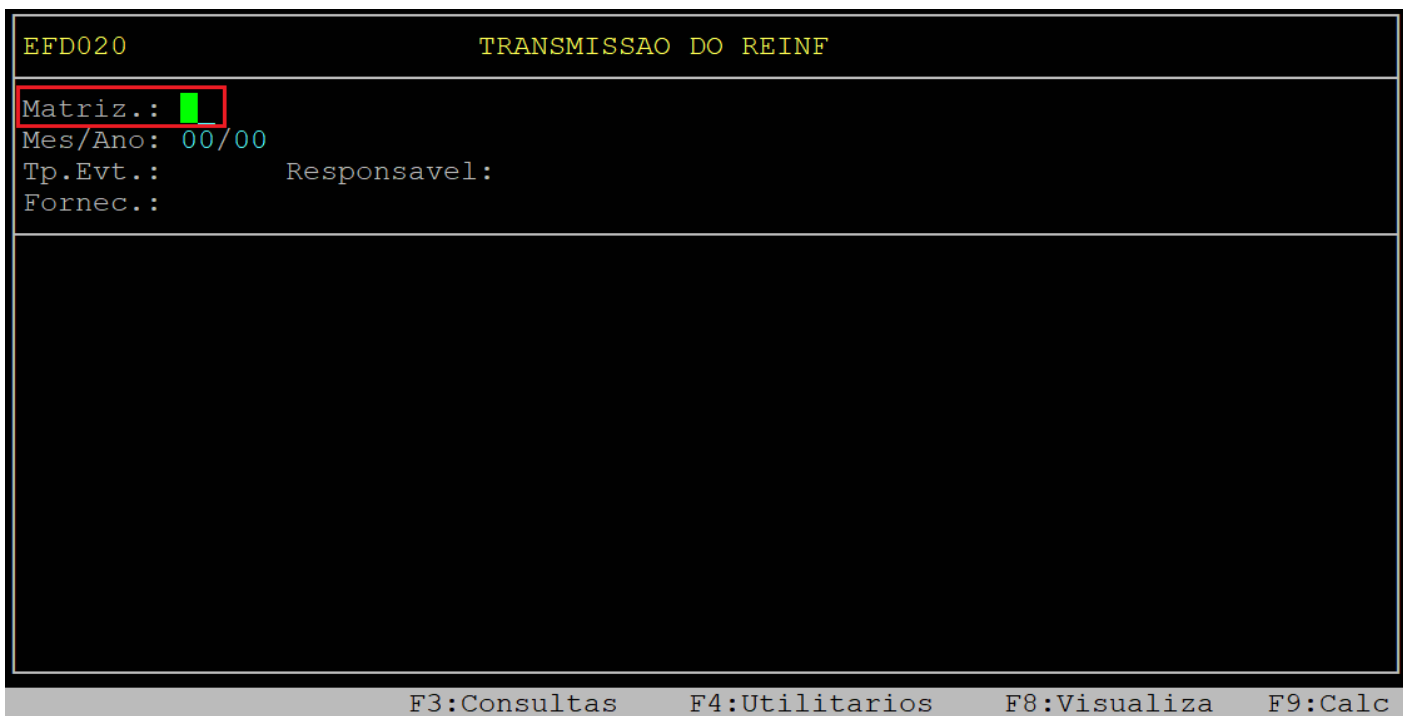 EFD020 TRANSMISSAO DO REINF
Matriz.: _
Mes/Ano: 00/00
Tp.Evt.: Responsavel:
Fornec.:
F3:Consultas F4:Utilitarios F8:Visualiza F9:Calc